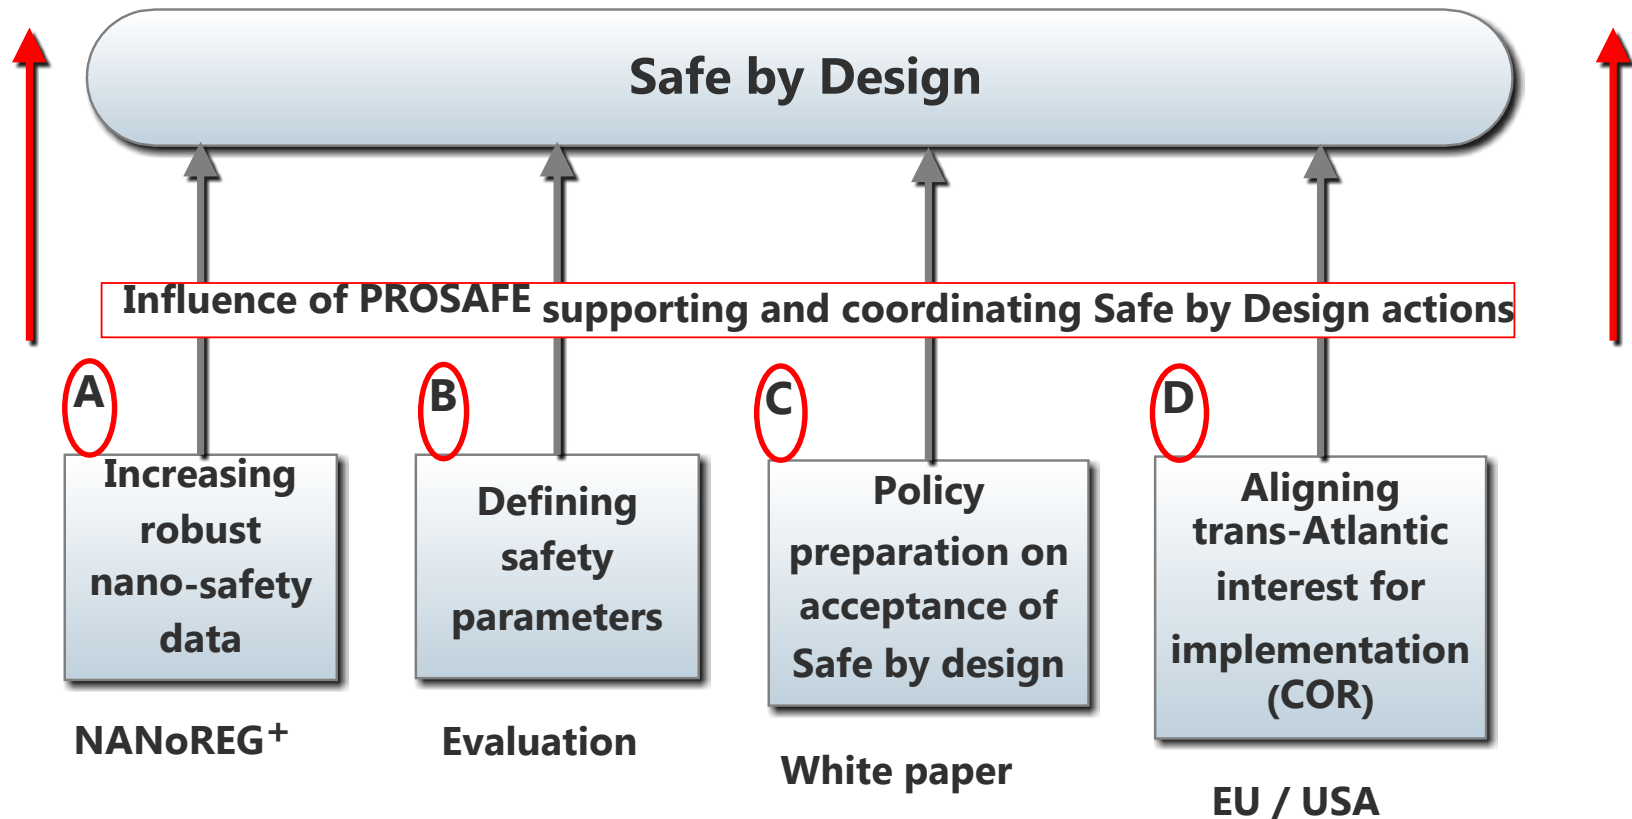 Safe by Design
Influence of PROSAFE supporting and coordinating Safe by Design actions
A
Increasing
robust
nano-safety
data
NANoREG+
B
Defining
safety
parameters
Evaluation
C
Policy
preparation on
acceptance of
Safe by design
White paper
D
Aligning
trans-Atlantic
interest for
implementation
(COR)
EU / USA